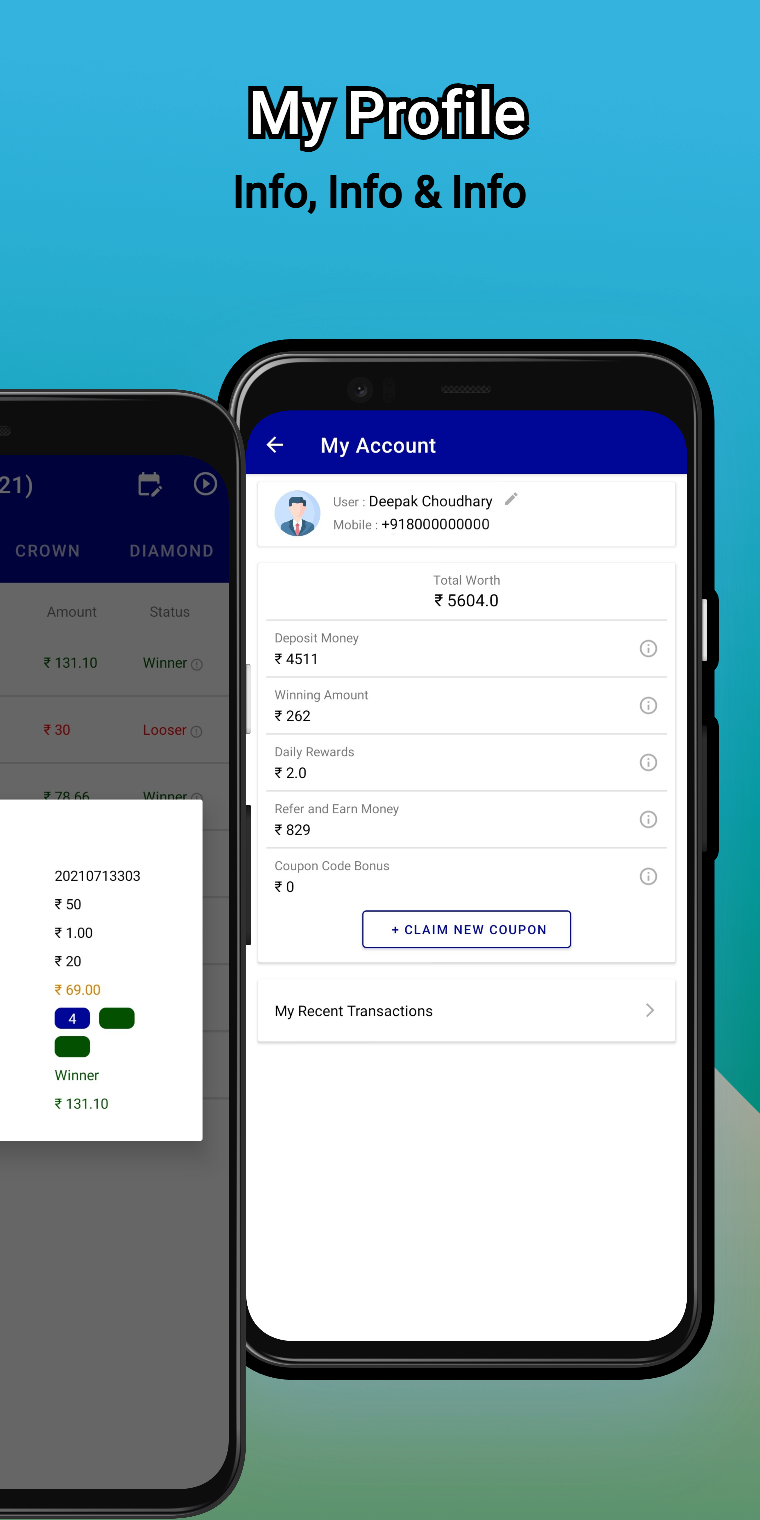 My Profile
Info, Info & Info
21)
CROWN DIAMOND
Amount Status
₹ 131.10 Winner
₹ 30 Looser
₹ 78.66 Winner
20210713303
₹ 50
₹ 1.00
₹ 20
₹ 69.00
4
Winner
₹ 131.10
My Account
User : Deepak Choudhary
Mobile : +918000000000
Total Worth
₹ 5604.0
Deposit Money
₹ 4511
Winning Amount
₹ 262
Daily Rewards
₹ 2.0
Refer and Earn Money
₹ 829
Coupon Code Bonus
₹ 0
+ CLAIM NEW COUPON
My Recent Transactions